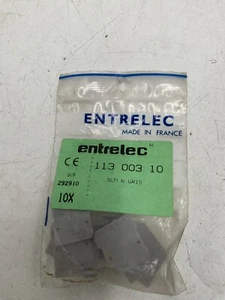 ENTRELEC
MADE IN FRANCE
entrelec
CE 113 003 10
292910
10X